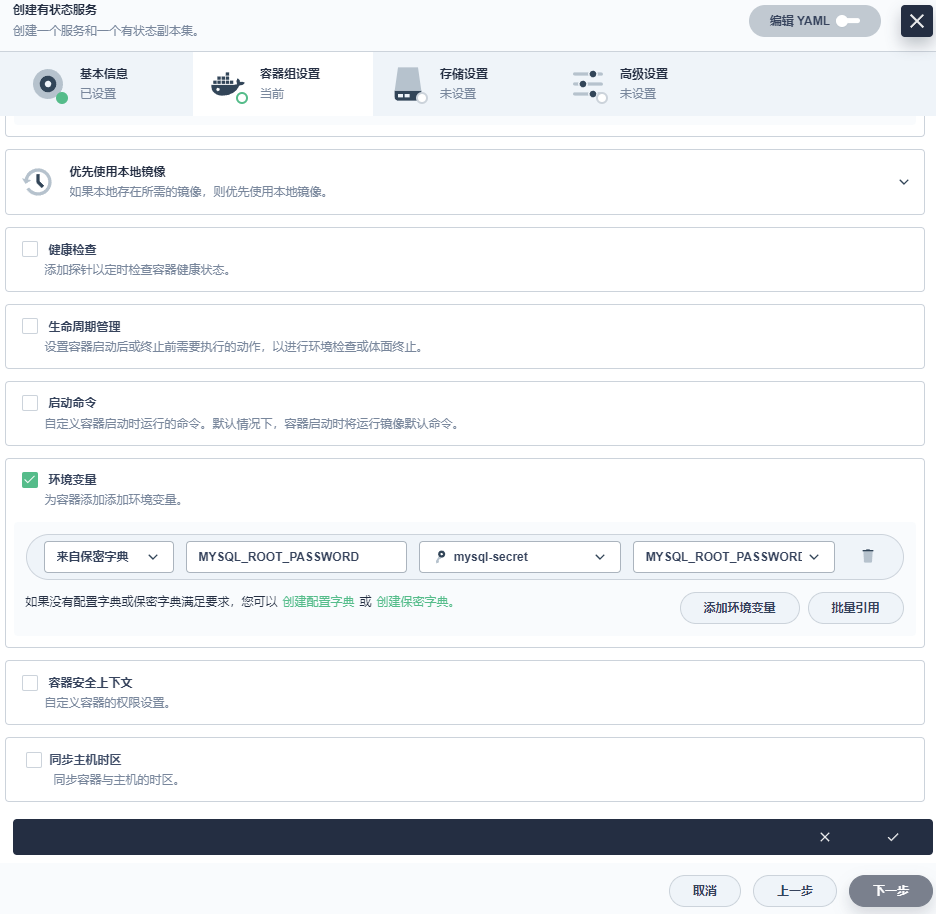 创建有状态服务
创建一个服务和一个有状态副本集。
编辑 YAML
基本信息
已设置
容器组设置
当前
存储设置
未设置
高级设置
未设置
优先使用本地镜像
如果本地存在所需的镜像，则优先使用本地镜像。
健康检查
添加探针以定时检查容器健康状态。
生命周期管理
设置容器启动后或终止前需要执行的动作，以进行环境检查或体面终止。
启动命令
自定义容器启动时运行的命令。默认情况下，容器启动时将运行镜像默认命令。
环境变量
为容器添加添加环境变量。
来自保密字典 MYSQL_ROOT_PASSWORD mysql-secret MYSQL_ROOT_PASSWORD
如果没有配置字典或保密字典满足要求，您可以 创建配置字典 或 创建保密字典。
添加环境变量 批量引用
容器安全上下文
自定义容器的权限设置。
同步主机时区
同步容器与主机的时区。
取消 上一步 下一步